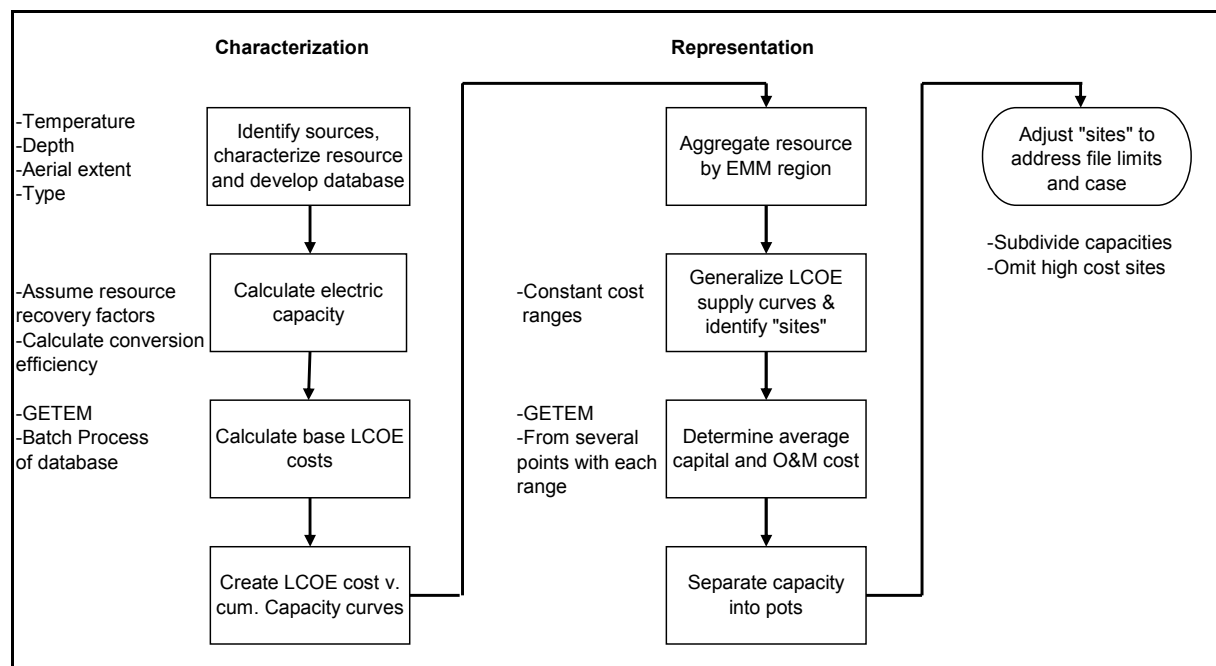 Characterization
-Temperature
-Depth
-Aerial extent
-Type
Identify sources,
characterize resource
and develop database
-Assume resource
recovery factors
-Calculate conversion
efficiency
Calculate electric
capacity
-GETEM
-Batch Process
of database
Calculate base LCOE
costs
Create LCOE cost v.
cum. Capacity curves
Representation
Aggregate resource
by EMM region
-Constant cost
ranges
Generalize LCOE
supply curves &
identify "sites"
-GETEM
-From several
points with each
range
Determine average
capital and O&M cost
Separate capacity
into pots
Adjust "sites" to
address file limits
and case
-Subdivide capacities
-Omit high cost sites